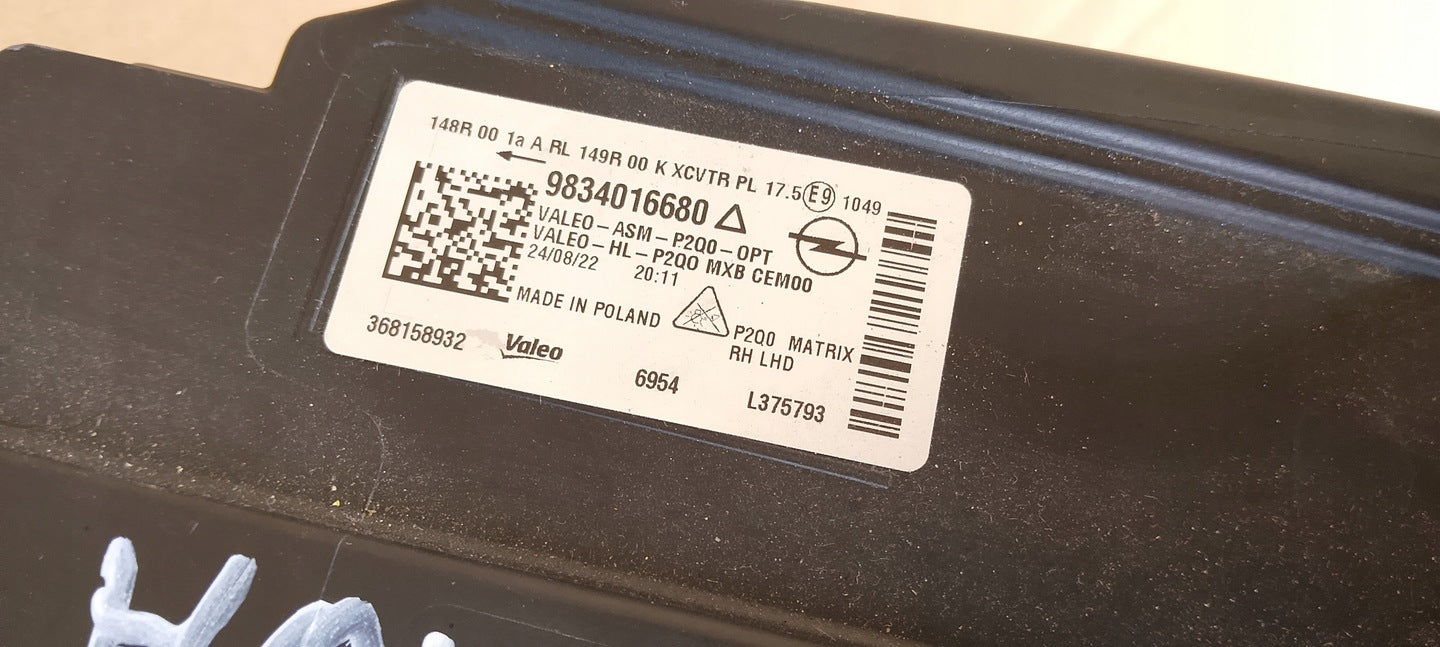 148R 00 1a A RL 149R 00 K XCVTR PL 17.5 E9 1049
9834016680
VALEO-ASM-P2Q0-OPT
VALEO-HL-P2Q0 MXB CEM00
24/08/22 20:11
MADE IN POLAND
P2Q0 MATRIX
RH LHD
368158932
Valeo
6954
L375793